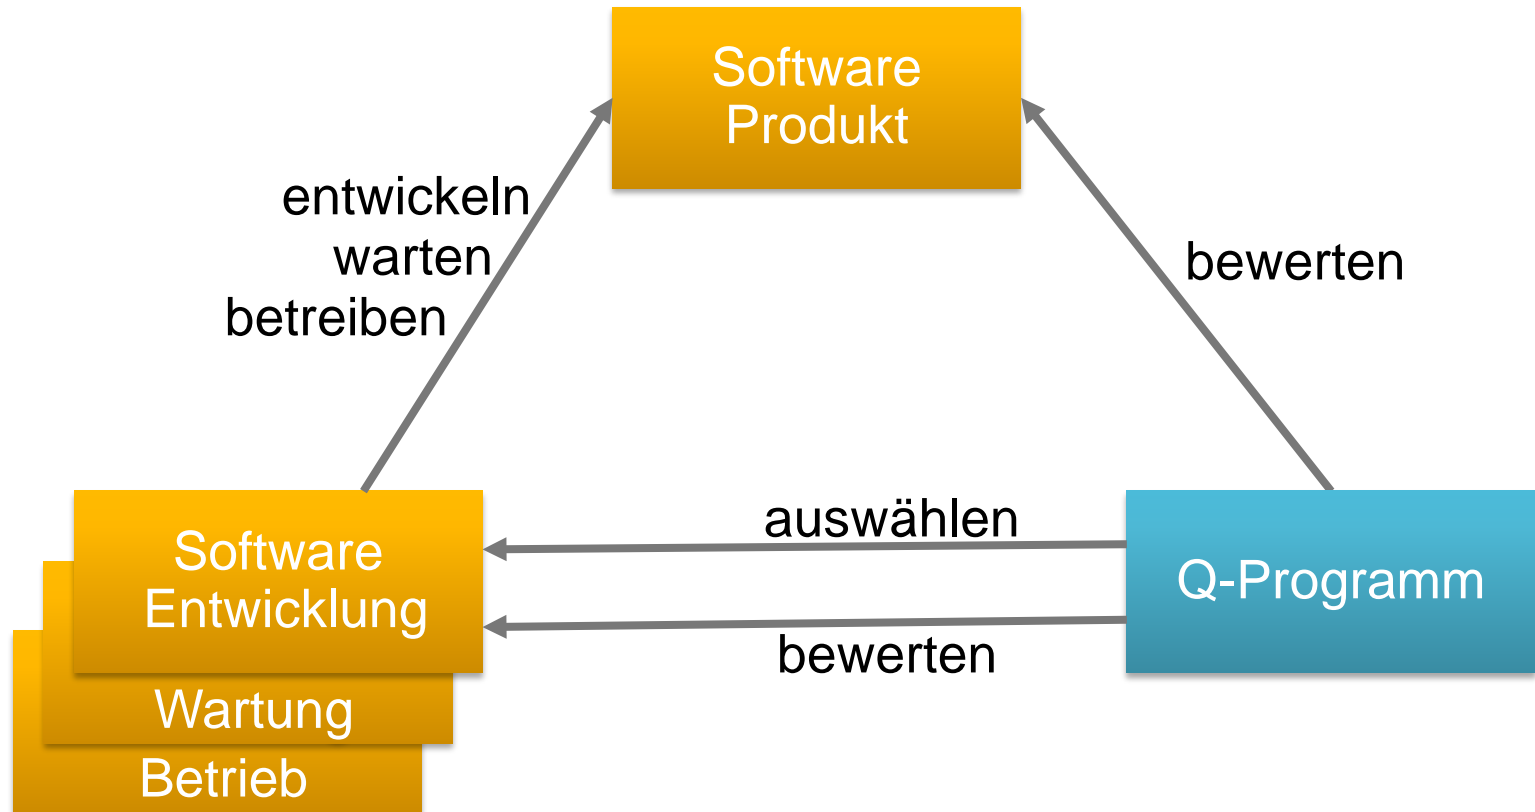 Software
Produkt
entwickeln
warten
betreiben
bewerten
Software
Entwicklung
Wartung
Betrieb
auswählen
bewerten
Q-Programm